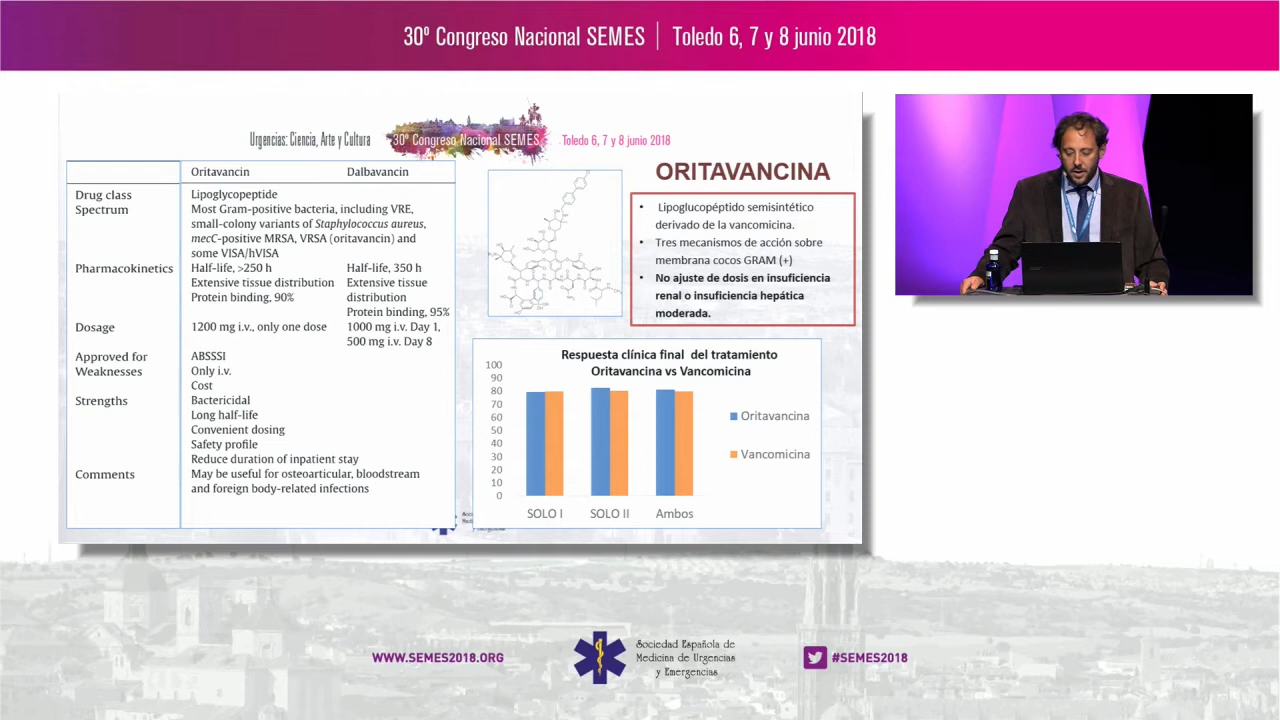 30º Congreso Nacional SEMES | Toledo 6, 7 y 8 junio 2018
Urgencias: Ciencia, Arte y Cultura
30º Congreso Nacional SEMES
Toledo 6, 7 y 8 junio 2018
Oritavancin Dalbavancin
Drug class Lipoglycopeptide
Spectrum Most Gram-positive bacteria, including VRE,
small-colony variants of Staphylococcus aureus,
mecC-positive MRSA, VRSA (oritavancin) and
some VISA/hVISA
Pharmacokinetics Half-life, >250 h Half-life, 350 h
Extensive tissue distribution Extensive tissue
Protein binding, 90% distribution
Protein binding, 95%
Dosage 1200 mg i.v., only one dose 1000 mg i.v. Day 1,
500 mg i.v. Day 8
Approved for ABSSSI
Weaknesses Only i.v.
Cost
Strengths Bactericidal
Long half-life
Convenient dosing
Safety profile
Reduce duration of inpatient stay
Comments May be useful for osteoarticular, bloodstream
and foreign body-related infections
ORITAVANCINA
• Lipoglucopéptido semisintético
derivado de la vancomicina.
• Tres mecanismos de acción sobre
membrana cocos GRAM (+)
• No ajuste de dosis en insuficiencia
renal o insuficiencia hepática
moderada.
Respuesta clínica final del tratamiento
Oritavancina vs Vancomicina
100
90
80
70
60
50
40
30
20
10
0
SOLO I SOLO II Ambos
Oritavancina
Vancomicina
WWW.SEMES2018.ORG
Sociedad Española de
Medicina de Urgencias
y Emergencias
#SEMES2018